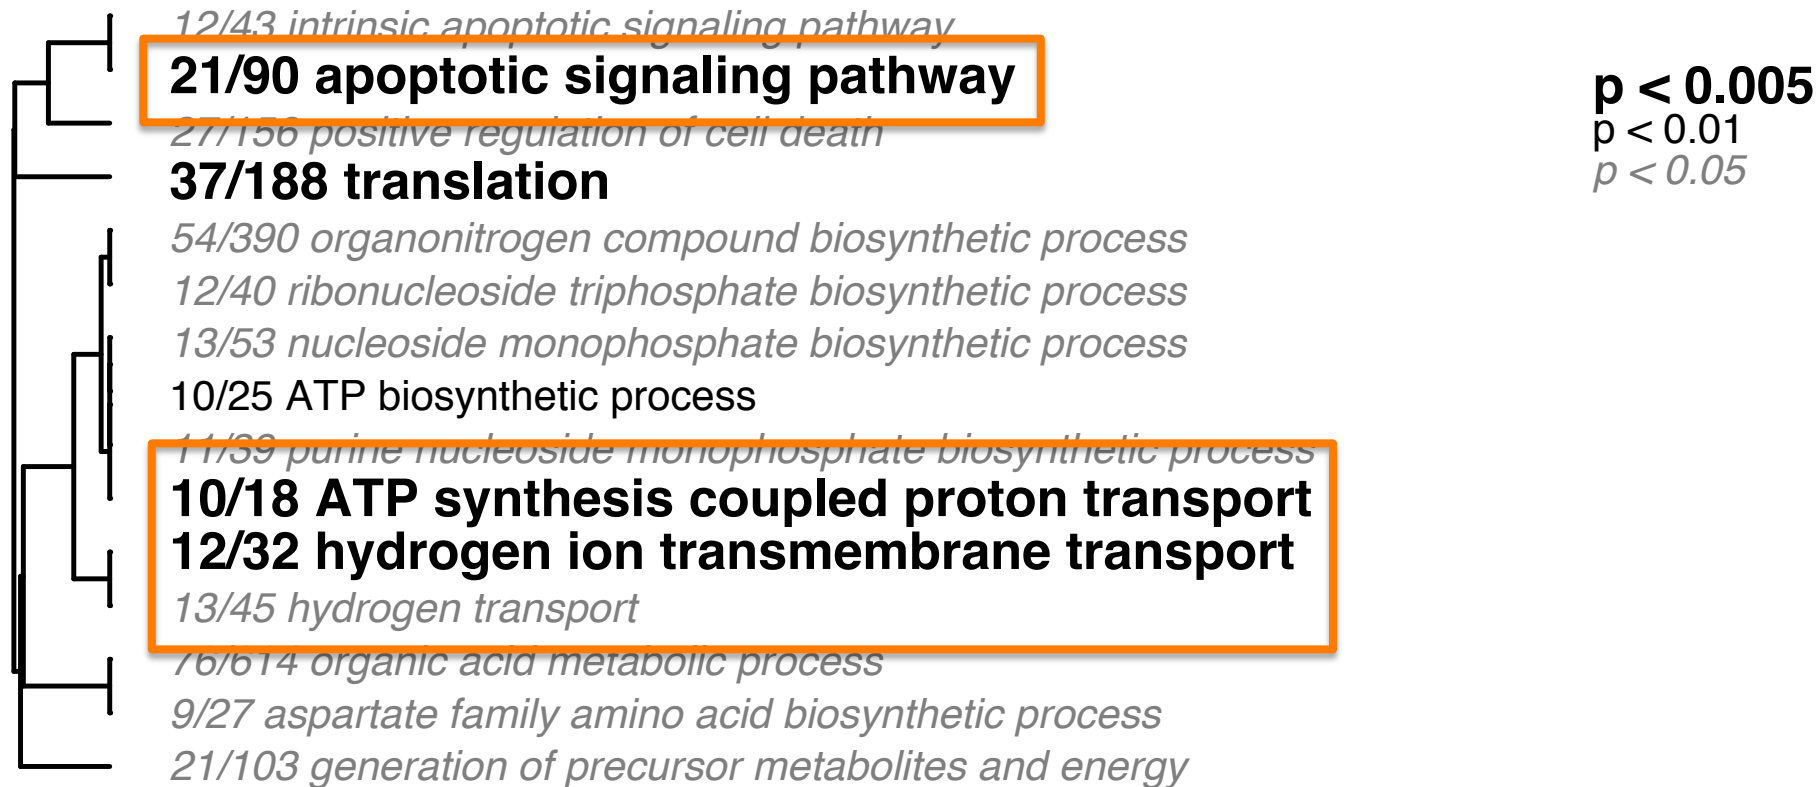 12/43 intrinsic apoptotic signaling pathway
21/90 apoptotic signaling pathway
27/156 positive regulation of cell death
37/188 translation
54/390 organonitrogen compound biosynthetic process
12/40 ribonucleoside triphosphate biosynthetic process
13/53 nucleoside monophosphate biosynthetic process
10/25 ATP biosynthetic process
11/39 purine nucleoside monophosphate biosynthetic process
10/18 ATP synthesis coupled proton transport
12/32 hydrogen ion transmembrane transport
13/45 hydrogen transport
76/614 organic acid metabolic process
9/27 aspartate family amino acid biosynthetic process
21/103 generation of precursor metabolites and energy
p < 0.005
p < 0.01
p < 0.05